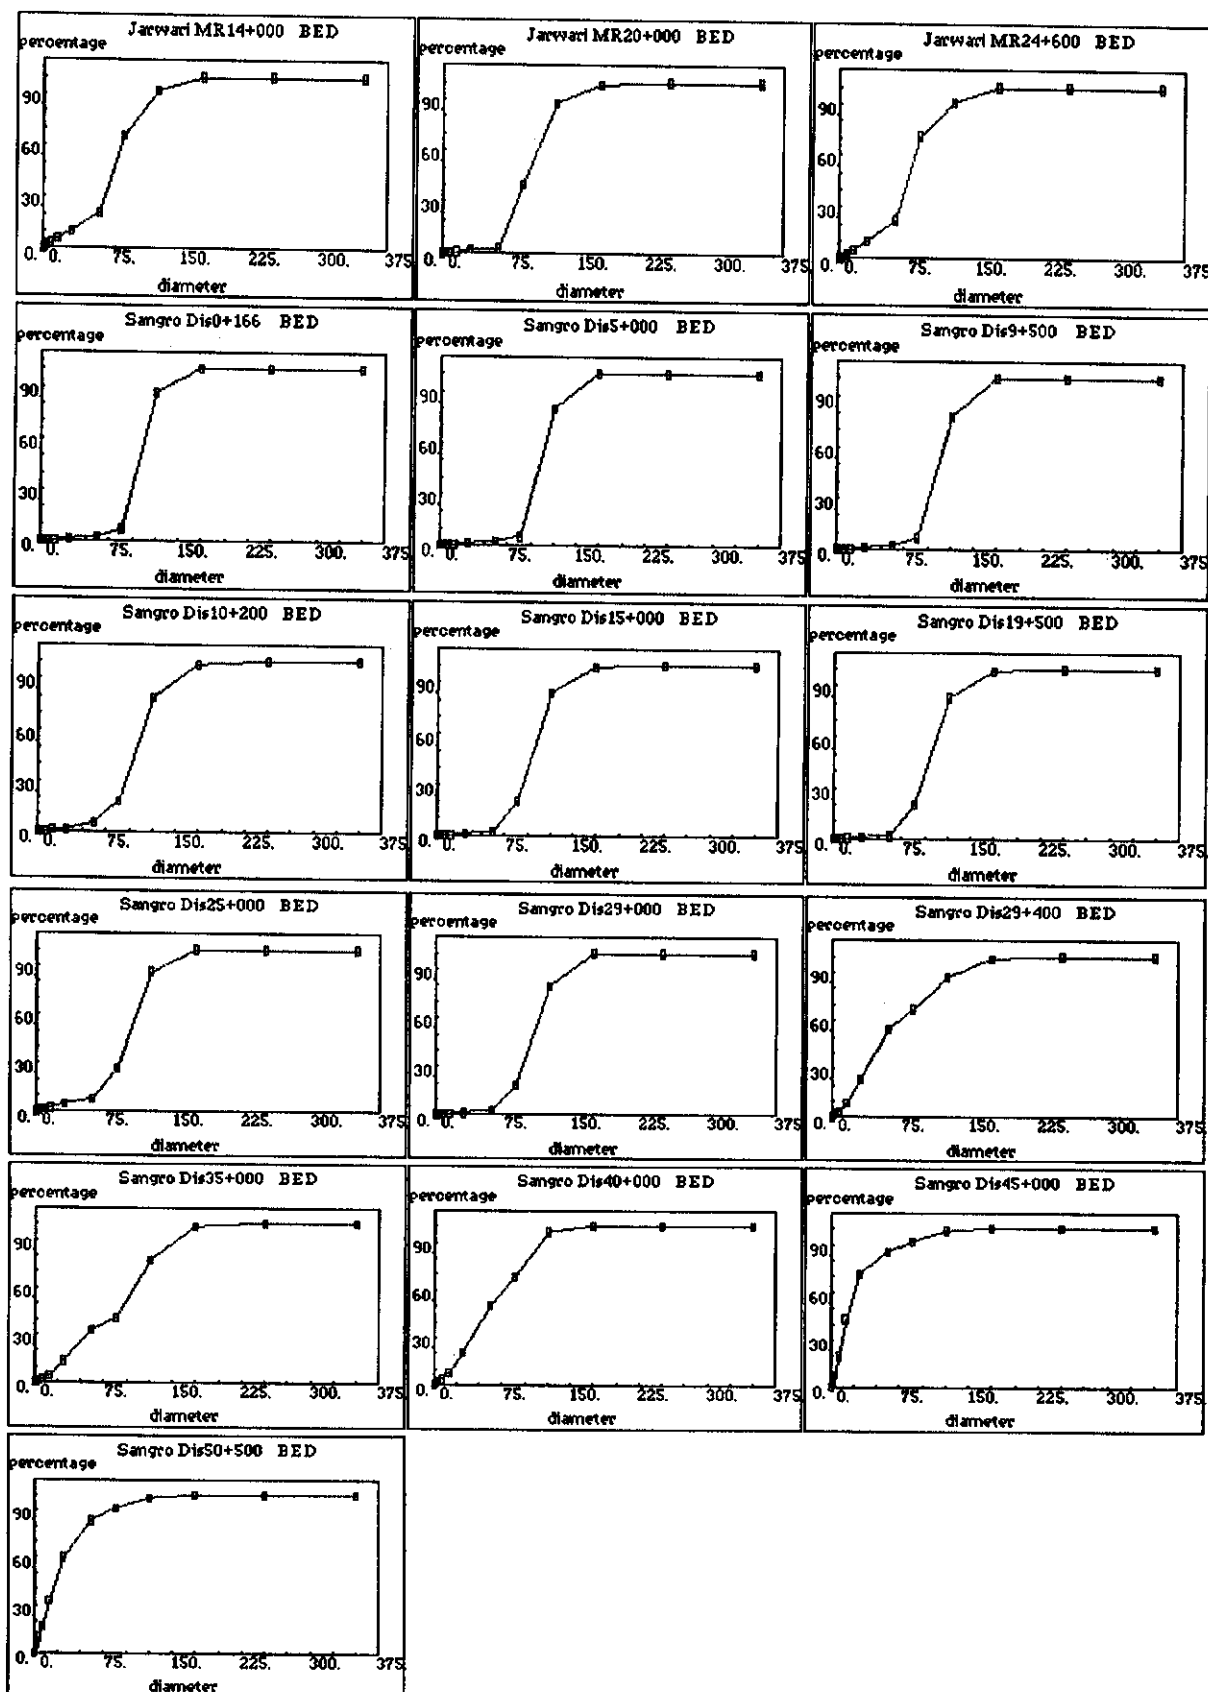 Jarwari MR14+000 BED
percentage
90.
60.
30.
0.
0. 75. 150. 225. 300. 375
diameter
Jarwari MR20+000 BED
percentage
90.
60.
30.
0.
0. 75. 150. 225. 300. 375
diameter
Jarwari MR24+600 BED
percentage
90.
60.
30.
0.
0. 75. 150. 225. 300. 375
diameter
Sangro Dis0+166 BED
percentage
90.
60.
30.
0.
0. 75. 150. 225. 300. 375
diameter
Sangro Dis5+000 BED
percentage
90.
60.
30.
0.
0. 75. 150. 225. 300. 375
diameter
Sangro Dis9+500 BED
percentage
90.
60.
30.
0.
0. 75. 150. 225. 300. 375
diameter
Sangro Dis10+200 BED
percentage
90.
60.
30.
0.
0. 75. 150. 225. 300. 375
diameter
Sangro Dis15+000 BED
percentage
90.
60.
30.
0.
0. 75. 150. 225. 300. 375
diameter
Sangro Dis19+500 BED
percentage
90.
60.
30.
0.
0. 75. 150. 225. 300. 375
diameter
Sangro Dis25+000 BED
percentage
90.
60.
30.
0.
0. 75. 150. 225. 300. 375
diameter
Sangro Dis29+000 BED
percentage
90.
60.
30.
0.
0. 75. 150. 225. 300. 375
diameter
Sangro Dis29+400 BED
percentage
90.
60.
30.
0.
0. 75. 150. 225. 300. 375
diameter
Sangro Dis35+000 BED
percentage
90.
60.
30.
0.
0. 75. 150. 225. 300. 375
diameter
Sangro Dis40+000 BED
percentage
90.
60.
30.
0.
0. 75. 150. 225. 300. 375
diameter
Sangro Dis45+000 BED
percentage
90.
60.
30.
0.
0. 75. 150. 225. 300. 375
diameter
Sangro Dis50+500 BED
percentage
90.
60.
30.
0.
0. 75. 150. 225. 300. 375
diameter